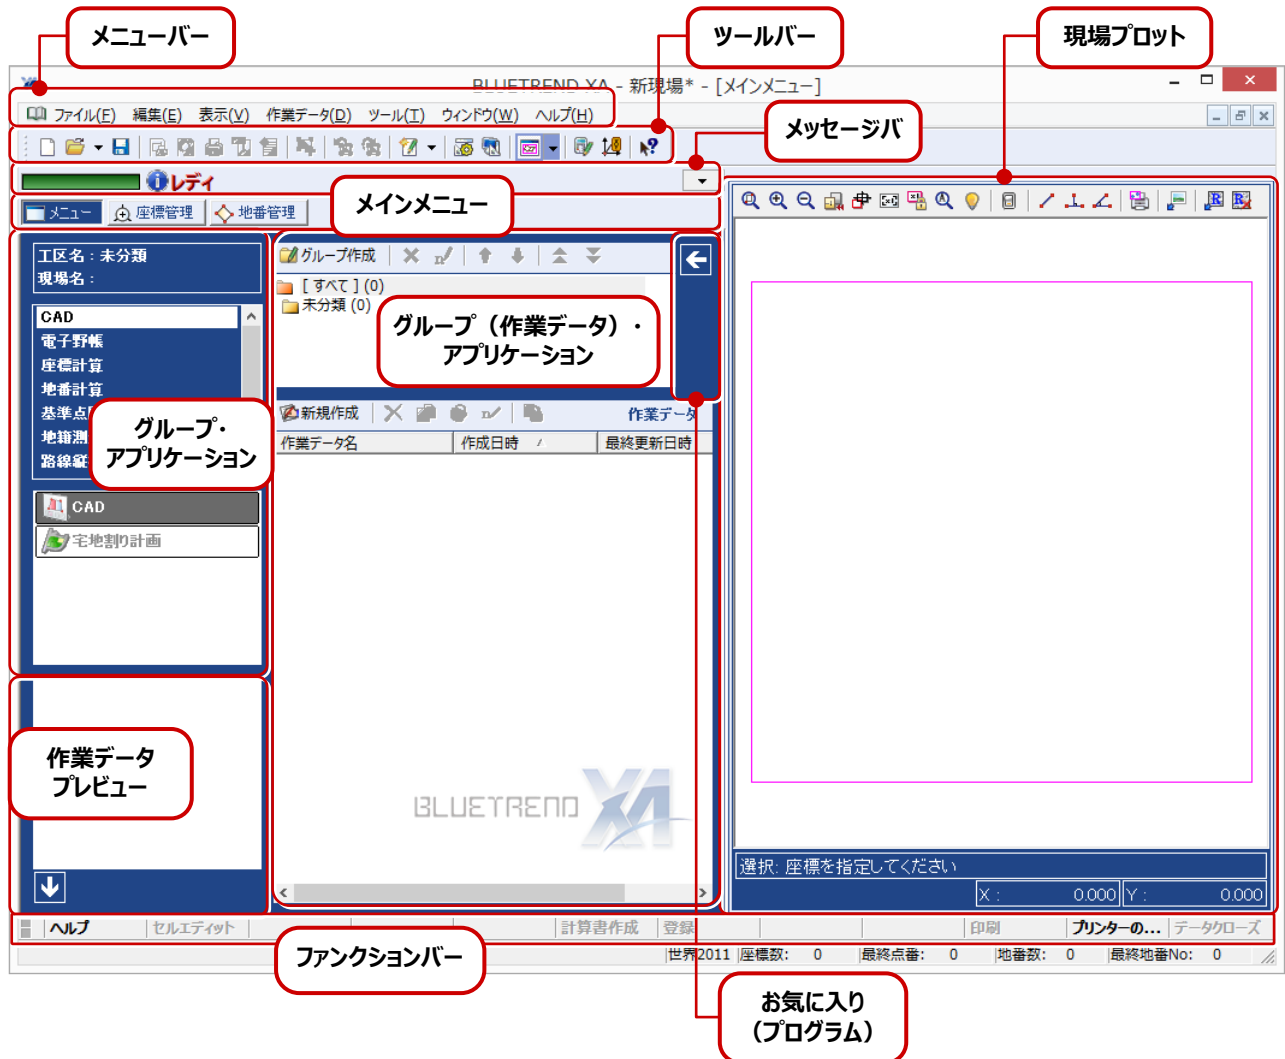 メニューバー
ツールバー
現場プロット
BLUETREND XA - 新現場* - [メインメニュー]
ファイル(F) 編集(E) 表示(V) 作業データ(D) ツール(T) ウィンドウ(W) ヘルプ(H)
メッセージバ
レディ
メインメニュー
メニュー 座標管理 地番管理
工区名：未分類
現場名：
グループ作成
[ すべて ] (0)
未分類 (0)
グループ（作業データ）・
アプリケーション
CAD
電子野帳
座標計算
地番計算
基準点
地籍測
路線縦
グループ・
アプリケーション
新規作成 作業データ
作業データ名 作成日時 最終更新日時
CAD
宅地割り計画
作業データ
プレビュー
BLUETREND XA
選択: 座標を指定してください
X : 0.000 Y : 0.000
ヘルプ セルエディット 計算書作成 登録 印刷 プリンターの... データクローズ
ファンクションバー
世界2011 座標数: 0 最終点番: 0 地番数: 0 最終地番No: 0
お気に入り
（プログラム）